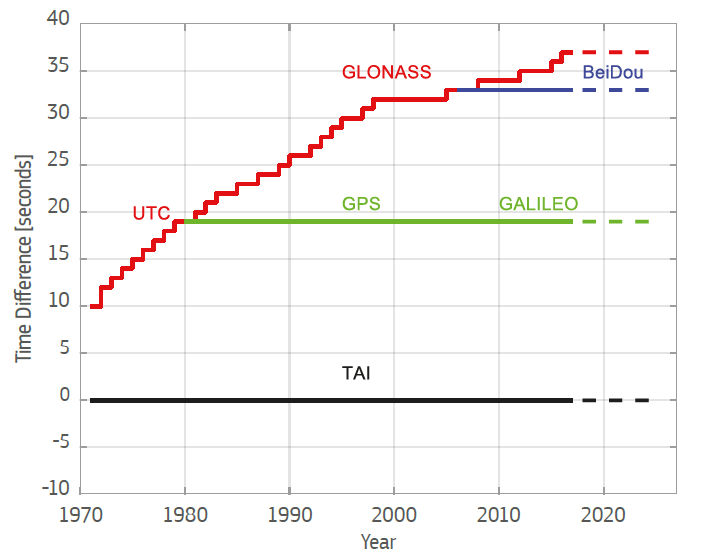 40
35
30
25
20
15
10
5
0
-5
-10
Time Difference [seconds]
GLONASS
BeiDou
UTC
GPS
GALILEO
TAI
1970 1980 1990 2000 2010 2020
Year